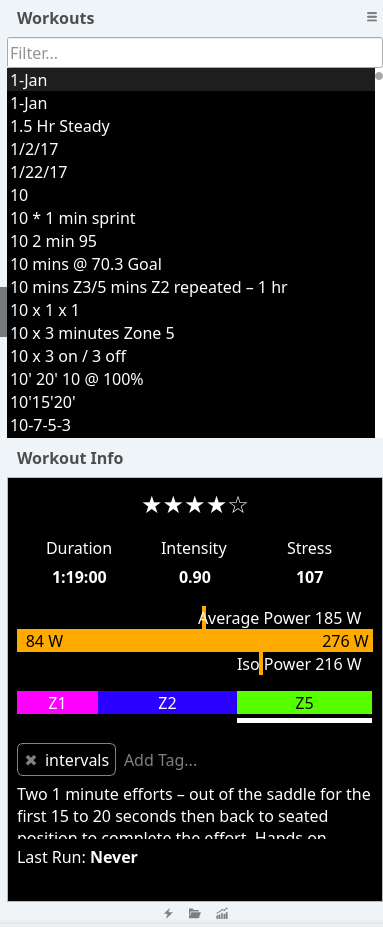 Workouts
Filter...
1-Jan
1-Jan
1.5 Hr Steady
1/2/17
1/22/17
10
10 * 1 min sprint
10 2 min 95
10 mins @ 70.3 Goal
10 mins Z3/5 mins Z2 repeated – 1 hr
10 x 1 x 1
10 x 3 minutes Zone 5
10 x 3 on / 3 off
10' 20' 10 @ 100%
10'15'20'
10-7-5-3
Workout Info
★★★★☆
Duration Intensity Stress
1:19:00 0.90 107
Average Power 185 W
84 W 276 W
Iso Power 216 W
Z1 Z2 Z5
✖ intervals Add Tag...
Two 1 minute efforts – out of the saddle for the
first 15 to 20 seconds then back to seated
position to complete the effort. Hands on
Last Run: Never